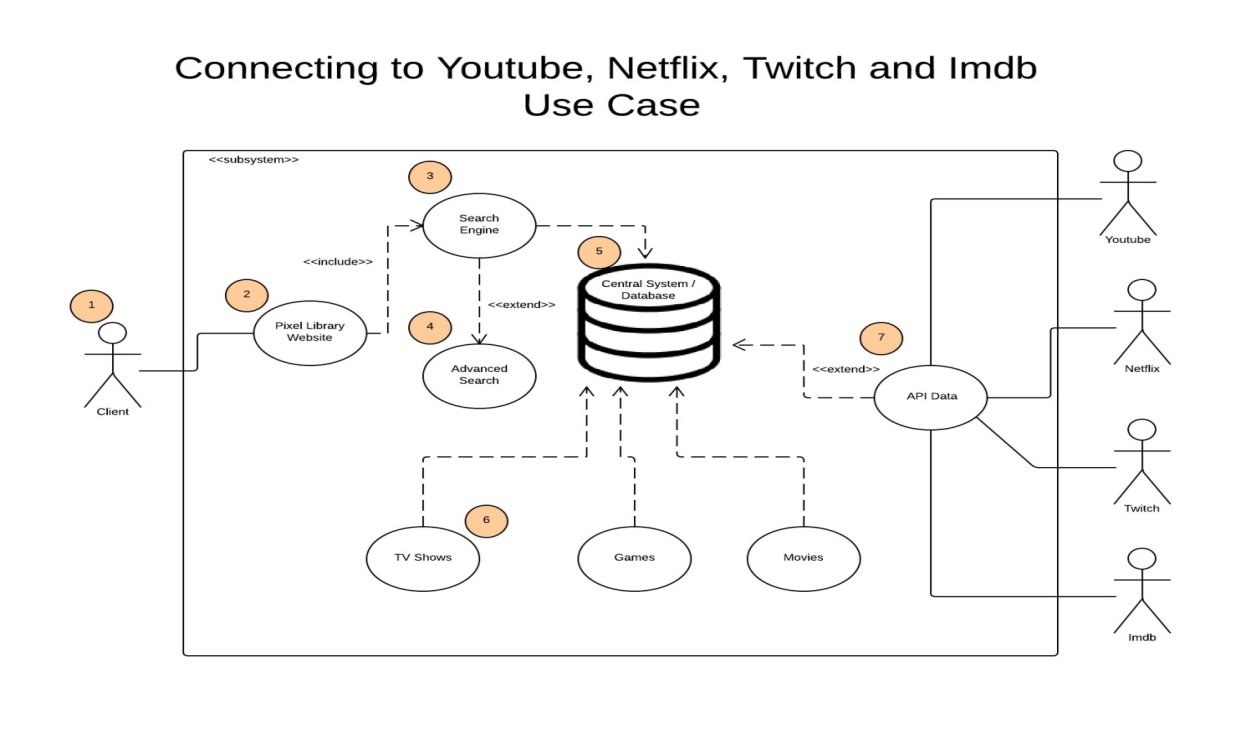 Connecting to Youtube, Netflix, Twitch and Imdb
Use Case
<<subsystem>>
3
Search
Engine
Youtube
<<include>>
5
Central System /
Database
2
1
Pixel Library
Website
<<extend>>
4
Advanced
Search
7
<<extend>>
Netflix
API Data
Client
Twitch
6
TV Shows
Games
Movies
Imdb